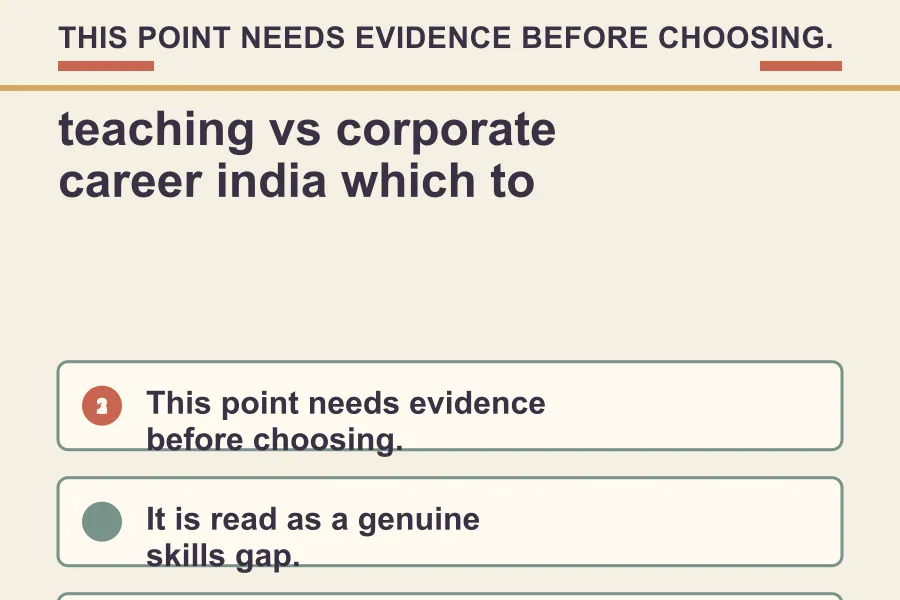 THIS POINT NEEDS EVIDENCE BEFORE CHOOSING.
teaching vs corporate
career india which to
This point needs evidence
before choosing.
It is read as a genuine
skills gap.